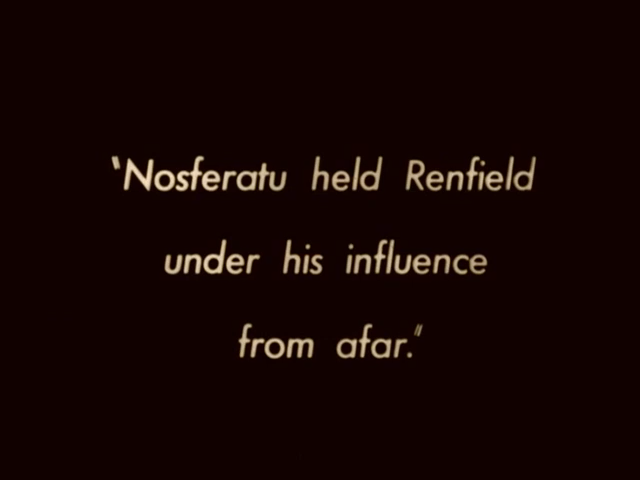 "Nosferatu held Renfield
under his influence
from afar."